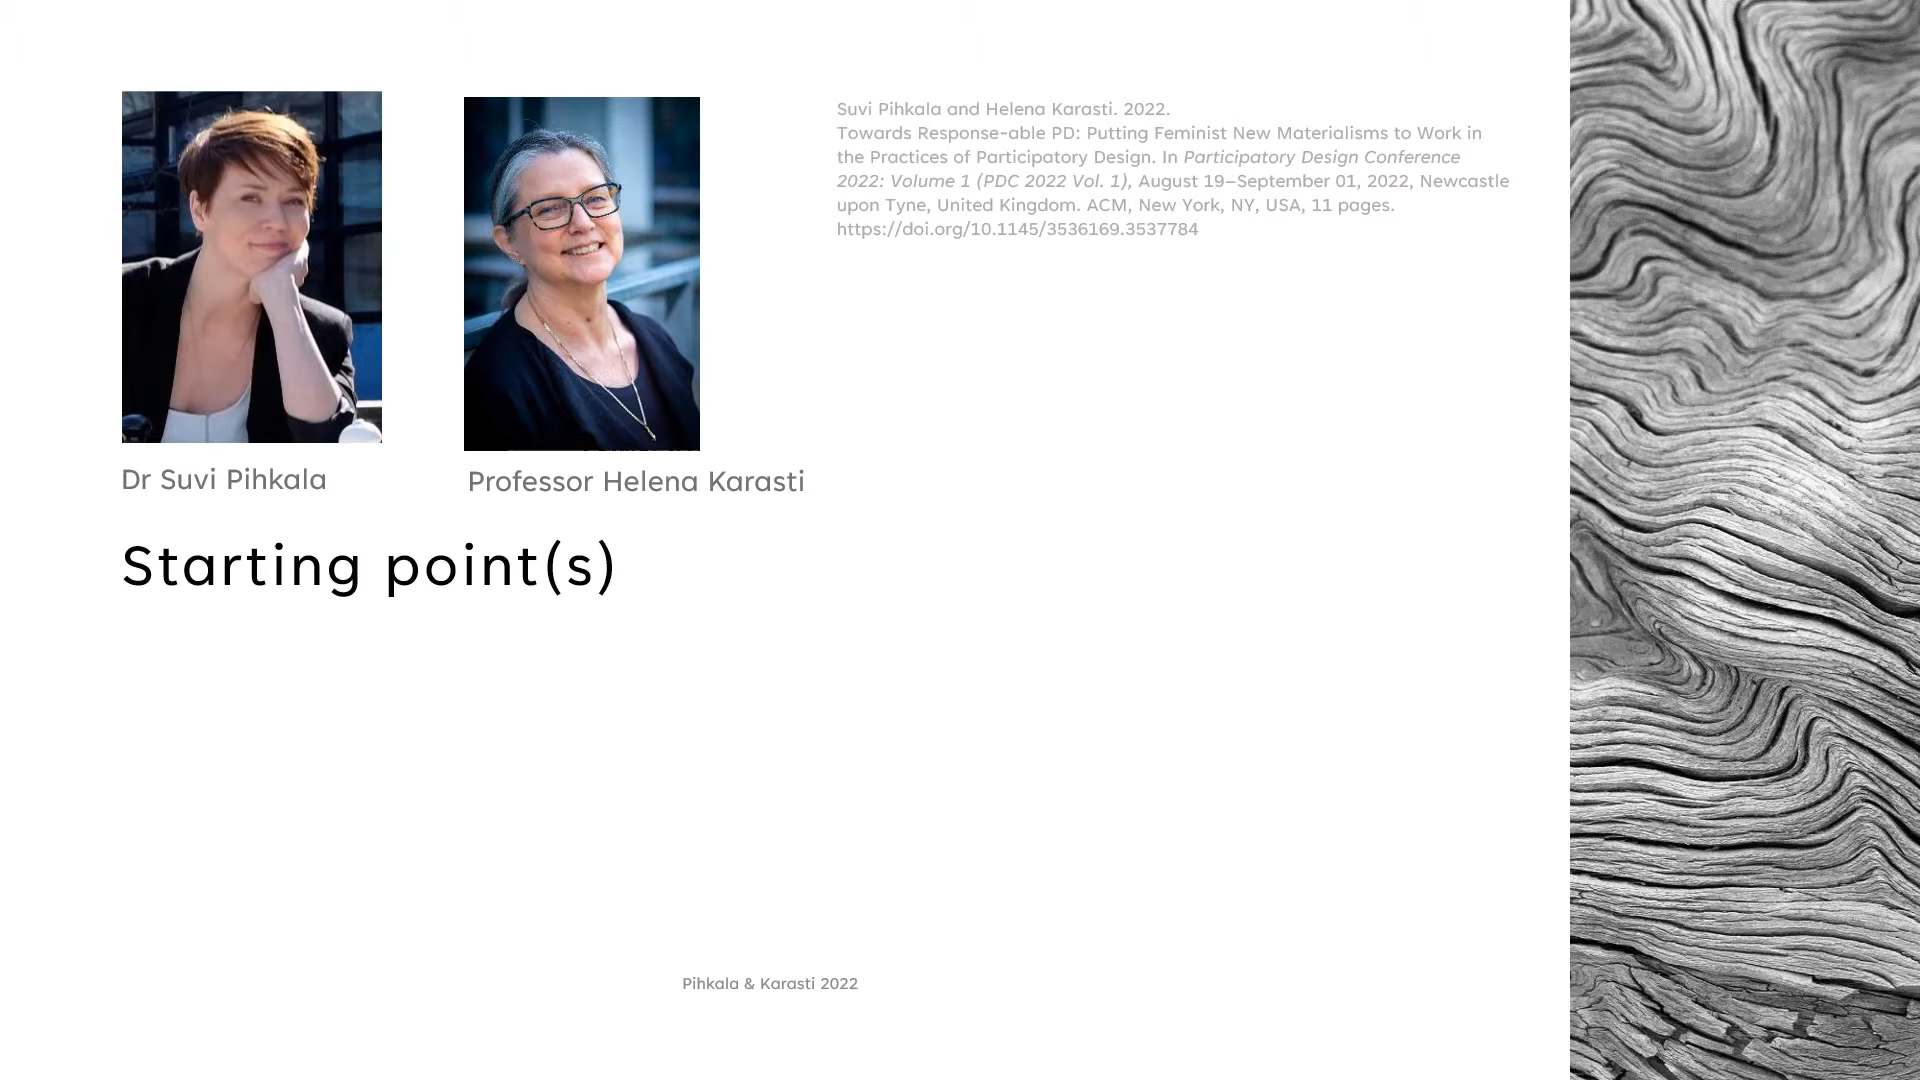 Suvi Pihkala and Helena Karasti. 2022.
Towards Response-able PD: Putting Feminist New Materialisms to Work in
the Practices of Participatory Design. In Participatory Design Conference
2022: Volume 1 (PDC 2022 Vol. 1), August 19–September 01, 2022, Newcastle
upon Tyne, United Kingdom. ACM, New York, NY, USA, 11 pages.
https://doi.org/10.1145/3536169.3537784
Dr Suvi Pihkala
Professor Helena Karasti
Starting point(s)
Pihkala & Karasti 2022